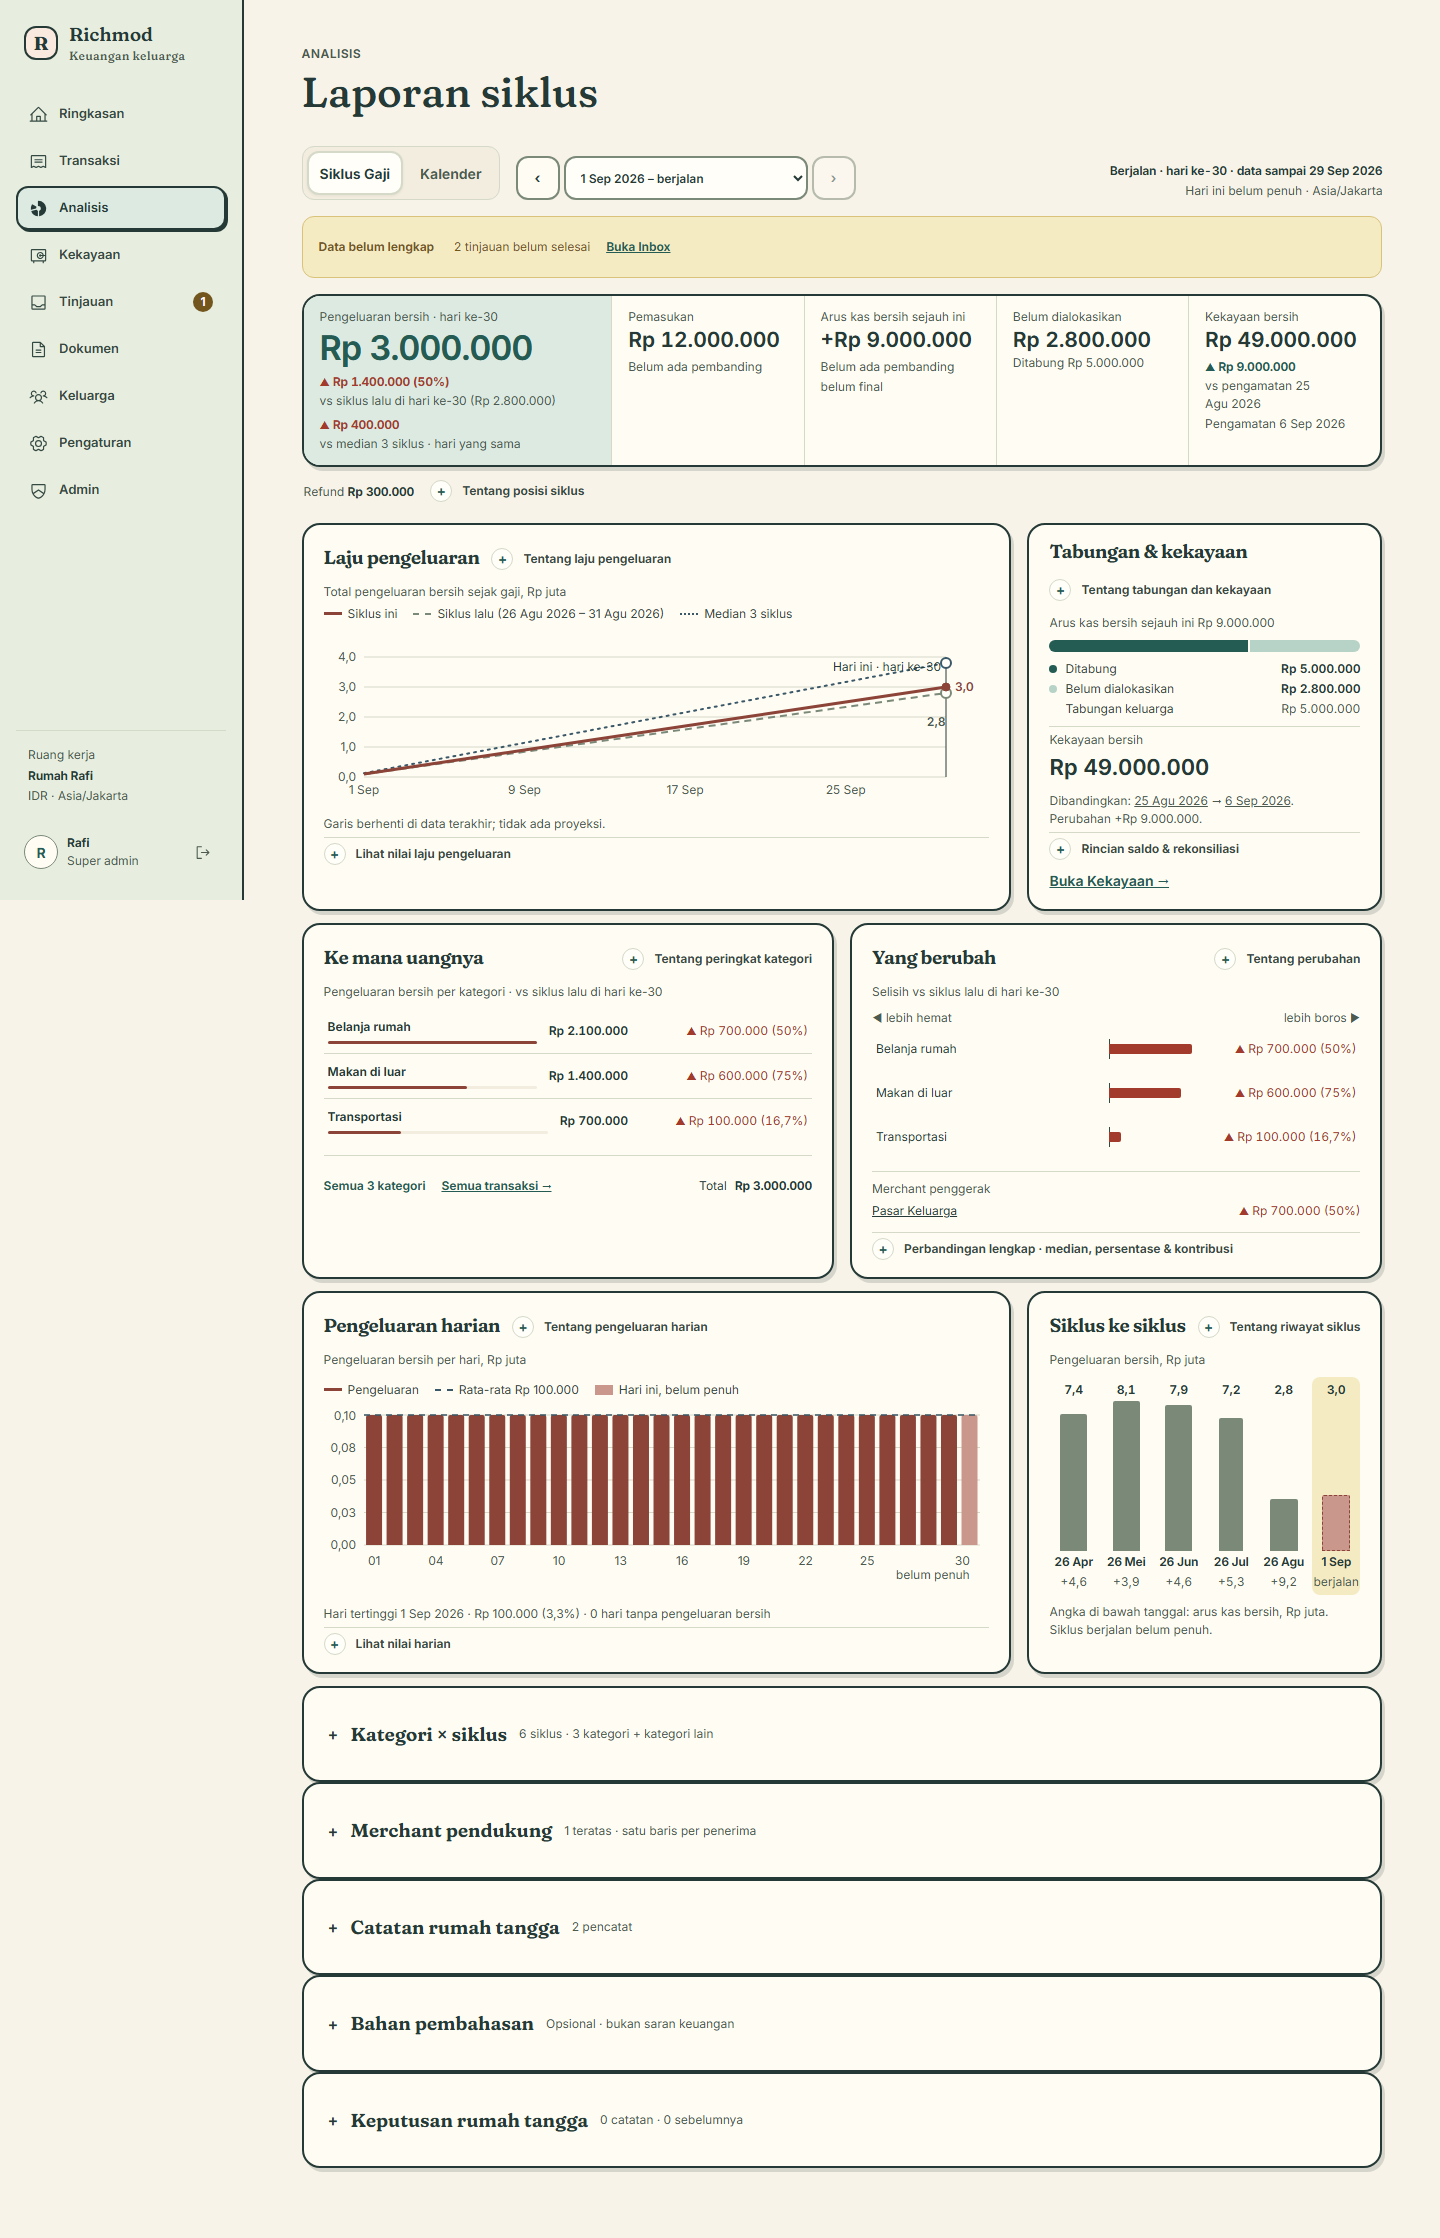 R
Richmod
Keuangan keluarga
Ringkasan
Transaksi
Analisis
Kekayaan
Tinjauan
1
Dokumen
Keluarga
Pengaturan
Admin
Ruang kerja
Rumah Rafi
IDR · Asia/Jakarta
R
Rafi
Super admin
ANALISIS
Laporan siklus
Siklus Gaji
Kalender
‹
1 Sep 2026 – berjalan
›
Berjalan · hari ke-30 · data sampai 29 Sep 2026
Hari ini belum penuh · Asia/Jakarta
Data belum lengkap 2 tinjauan belum selesai Buka Inbox
Pengeluaran bersih · hari ke-30
Rp 3.000.000
▲ Rp 1.400.000 (50%)
vs siklus lalu di hari ke-30 (Rp 2.800.000)
▲ Rp 400.000
vs median 3 siklus · hari yang sama
Pemasukan
Rp 12.000.000
Belum ada pembanding
Arus kas bersih sejauh ini
+Rp 9.000.000
Belum ada pembanding
belum final
Belum dialokasikan
Rp 2.800.000
Ditabung Rp 5.000.000
Kekayaan bersih
Rp 49.000.000
▲ Rp 9.000.000
vs pengamatan 25
Agu 2026
Pengamatan 6 Sep 2026
Refund Rp 300.000 + Tentang posisi siklus
Laju pengeluaran + Tentang laju pengeluaran
Total pengeluaran bersih sejak gaji, Rp juta
Siklus ini Siklus lalu (26 Agu 2026 – 31 Agu 2026) Median 3 siklus
4,0
Hari ini · hari ke-30
3,0
3,0
2,0
2,8
1,0
0,0
1 Sep 9 Sep 17 Sep 25 Sep
Garis berhenti di data terakhir; tidak ada proyeksi.
+ Lihat nilai laju pengeluaran
Tabungan & kekayaan
+ Tentang tabungan dan kekayaan
Arus kas bersih sejauh ini Rp 9.000.000
Ditabung Rp 5.000.000
Belum dialokasikan Rp 2.800.000
Tabungan keluarga Rp 5.000.000
Kekayaan bersih
Rp 49.000.000
Dibandingkan: 25 Agu 2026 → 6 Sep 2026.
Perubahan +Rp 9.000.000.
+ Rincian saldo & rekonsiliasi
Buka Kekayaan →
Ke mana uangnya + Tentang peringkat kategori
Pengeluaran bersih per kategori · vs siklus lalu di hari ke-30
Belanja rumah Rp 2.100.000 ▲ Rp 700.000 (50%)
Makan di luar Rp 1.400.000 ▲ Rp 600.000 (75%)
Transportasi Rp 700.000 ▲ Rp 100.000 (16,7%)
Semua 3 kategori Semua transaksi → Total Rp 3.000.000
Yang berubah + Tentang perubahan
Selisih vs siklus lalu di hari ke-30
◀ lebih hemat lebih boros ▶
Belanja rumah ▲ Rp 700.000 (50%)
Makan di luar ▲ Rp 600.000 (75%)
Transportasi ▲ Rp 100.000 (16,7%)
Merchant penggerak
Pasar Keluarga ▲ Rp 700.000 (50%)
+ Perbandingan lengkap · median, persentase & kontribusi
Pengeluaran harian + Tentang pengeluaran harian
Pengeluaran bersih per hari, Rp juta
Pengeluaran Rata-rata Rp 100.000 Hari ini, belum penuh
0,10
0,08
0,05
0,03
0,00
01 04 07 10 13 16 19 22 25 30
belum penuh
Hari tertinggi 1 Sep 2026 · Rp 100.000 (3,3%) · 0 hari tanpa pengeluaran bersih
+ Lihat nilai harian
Siklus ke siklus + Tentang riwayat siklus
Pengeluaran bersih, Rp juta
7,4 8,1 7,9 7,2 2,8 3,0
26 Apr 26 Mei 26 Jun 26 Jul 26 Agu 1 Sep
+4,6 +3,9 +4,6 +5,3 +9,2 berjalan
Angka di bawah tanggal: arus kas bersih, Rp juta.
Siklus berjalan belum penuh.
+ Kategori × siklus 6 siklus · 3 kategori + kategori lain
+ Merchant pendukung 1 teratas · satu baris per penerima
+ Catatan rumah tangga 2 pencatat
+ Bahan pembahasan Opsional · bukan saran keuangan
+ Keputusan rumah tangga 0 catatan · 0 sebelumnya